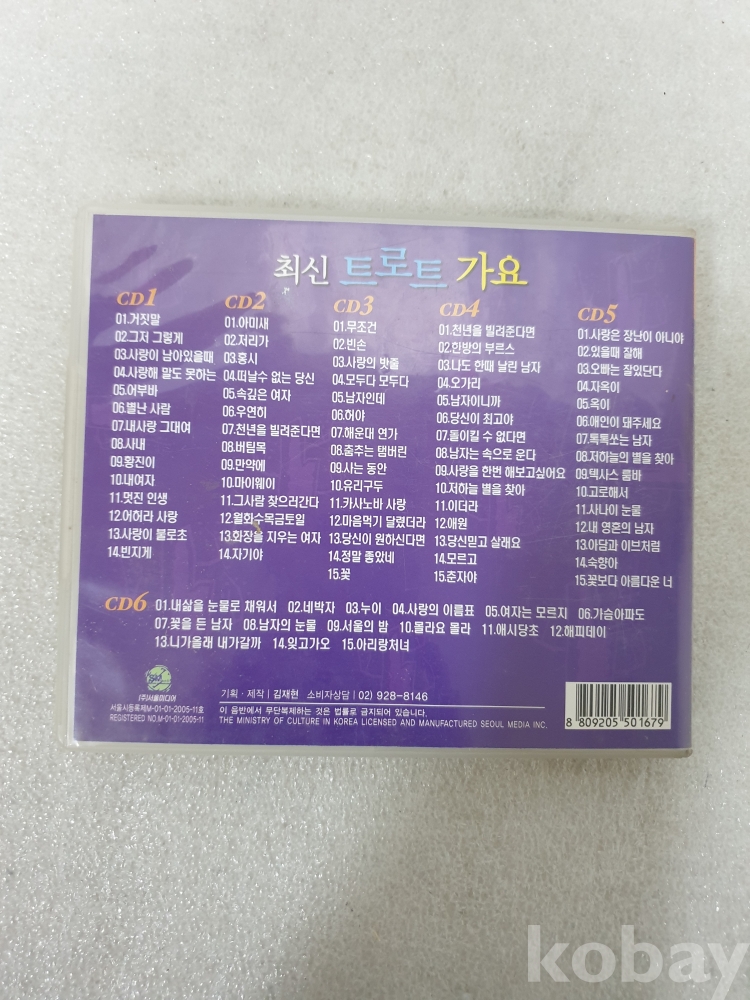 최신 트로트 가요
CD1
01.거짓말
02.그저 그렇게
03.사랑이 남아있을때
04.사랑해 말도 못하는
05.어부바
06.별난 사람
07.내사랑 그대여
08.사내
09.황진이
10.내여자
11.멋진 인생
12.어허라 사랑
13.사랑이 불로초
14.빈지게
CD2
01.아미새
02.저리가
03.홍시
04.떠날수 없는 당신
05.속깊은 여자
06.우연히
07.천년을 빌려준다면
08.버팀목
09.만약에
10.마이웨이
11.그사람 찾으러간다
12.월화수목금토일
13.화장을 지우는 여자
14.자기야
CD3
01.무조건
02.빈손
03.사랑의 밧줄
04.모두다 모두다
05.남자인데
06.허야
07.해운대 연가
08.춤추는 탬버린
09.사는 동안
10.유리구두
11.카사노바 사랑
12.마음먹기 달렸더라
13.당신이 원하신다면
14.정말 좋았네
15.꽃
CD4
01.천년을 빌려준다면
02.한방의 부르스
03.나도 한때 날린 남자
04.오가리
05.남자이니까
06.당신이 최고야
07.돌이킬 수 없다면
08.남자는 속으로 운다
09.사랑을 한번 해보고싶어요
10.저하늘 별을 찾아
11.이더라
12.애원
13.당신믿고 살래요
14.모르고
15.춘자야
CD5
01.사랑은 장난이 아니야
02.있을때 잘해
03.오빠는 잘있단다
04.자옥이
05.옥이
06.애인이 돼주세요
07.톡톡쏘는 남자
08.저하늘의 별을 찾아
09.텍사스 룸바
10.고로해서
11.사나이 눈물
12.내 영혼의 남자
13.아담과 이브처럼
14.숙향아
15.꽃보다 아름다운 너
CD6 01.내삶을 눈물로 채워서 02.네박자 03.누이 04.사랑의 이름표 05.여자는 모르지 06.가슴아파도
07.꽃을 든 남자 08.남자의 눈물 09.서울의 밤 10.몰라요 몰라 11.애시당초 12.해피데이
13.니가올래 내가갈까 14.잊고가오 15.아리랑처녀
(주)서울미디어
서울시등록제M-01-01-2005-11호
REGISTERED NO.M-01-01-2005-11
기획·제작 | 김재현 소비자상담 | 02) 928-8146
이 음반에서 무단복제하는 것은 법률로 금지되어 있습니다.
THE MINISTRY OF CULTURE IN KOREA LICENSED AND MANUFACTURED SEOUL MEDIA INC.
8 809205 501679
kobay